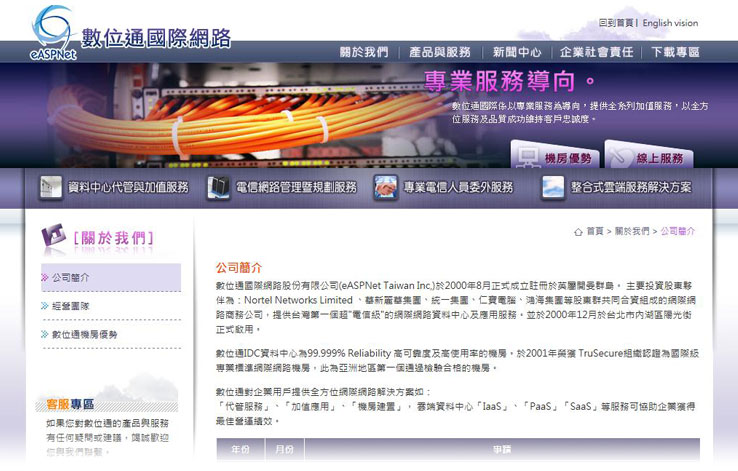 回到首頁 | English vision
eASPNet
數位通國際網路
關於我們 | 產品與服務 | 新聞中心 | 企業社會責任 | 下載專區
專業服務導向。
數位通國際係以專業服務為導向，提供全系列加值服務，以全方
位服務及品質成功維持客戶忠誠度。
機房優勢 線上服務
資料中心代管與加值服務 電信網路管理暨規劃服務 專業電信人員委外服務 整合式雲端服務解決方案
[關於我們]
首頁 > 關於我們 > 公司簡介
公司簡介
經營團隊
數位通機房優勢
客服專區
如果您對數位通的產品與服務
有任何疑問或建議，竭誠歡迎
您與我們聯繫。
公司簡介
數位通國際網路股份有限公司(eASPNet Taiwan Inc.)於2000年8月正式成立註冊於英屬開曼群島。 主要投資股東夥
伴為：Nortel Networks Limited 、華新麗華集團、統一集團、仁寶電腦、鴻海集團等股東群共同合資組成的網際網
路商務公司，提供台灣第一個超"電信級"的網際網路資料中心及應用服務。並於2000年12月於台北市內湖區陽光街
正式啟用。
數位通IDC資料中心為99.999% Reliability 高可靠度及高使用率的機房。於2001年榮獲 TruSecure組織認證為國際級
專業標準網際網路機房，此為亞洲地區第一個通過檢驗合格的機房。
數位通對企業用戶提供全方位網際網路解決方案如：
「代管服務」、「加值應用」、「機房建置」， 雲端資料中心「IaaS」、「PaaS」「SaaS」等服務可協助企業獲得
最佳營運績效。
年份 月份 事蹟